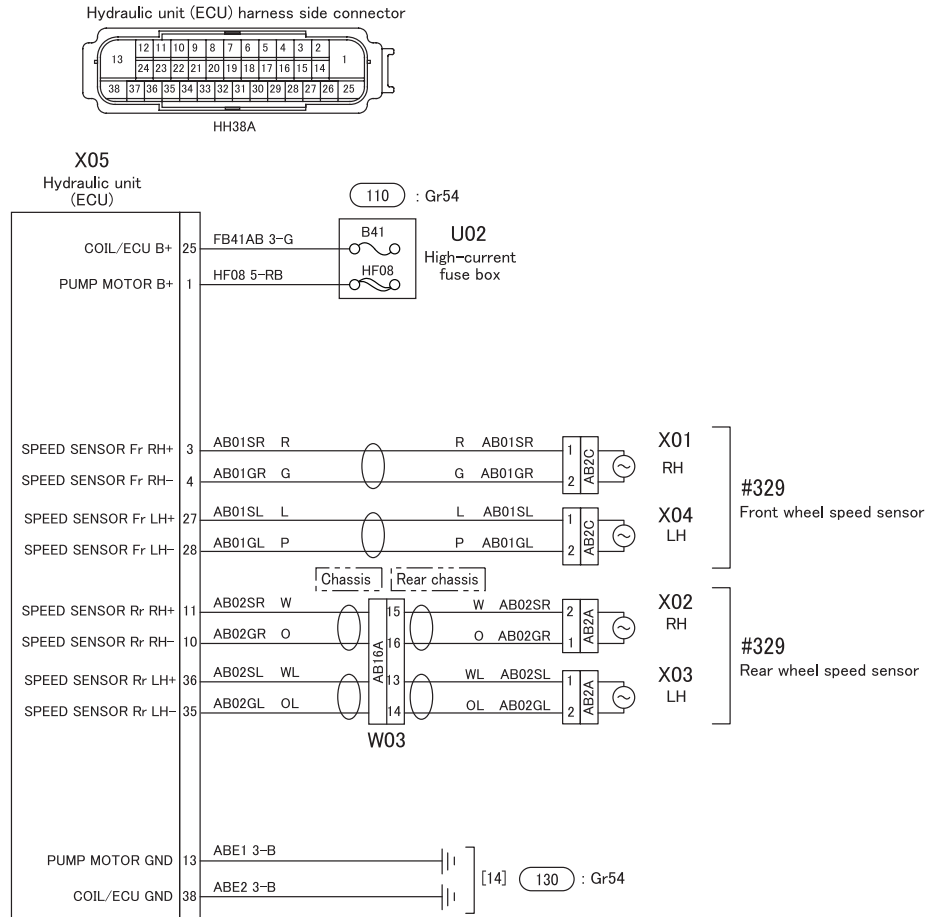 Hydraulic unit (ECU) harness side connector
12 11 10 9 8 7 6 5 4 3 2
13 1
24 23 22 21 20 19 18 17 16 15 14
38 37 36 35 34 33 32 31 30 29 28 27 26 25
HH38A
X05
Hydraulic unit
(ECU)
110 : Gr54
B41
U02
COIL/ECU B+ 25 FB41AB 3-G
High-current
fuse box
HF08
PUMP MOTOR B+ 1 HF08 5-RB
SPEED SENSOR Fr RH+ 3 AB01SR R R AB01SR 1
X01
RH
AB2C
SPEED SENSOR Fr RH- 4 AB01GR G G AB01GR 2
#329
Front wheel speed sensor
SPEED SENSOR Fr LH+ 27 AB01SL L L AB01SL 1
X04
LH
AB2C
SPEED SENSOR Fr LH- 28 AB01GL P P AB01GL 2
Chassis Rear chassis
SPEED SENSOR Rr RH+ 11 AB02SR W 15 W AB02SR 2
X02
RH
AB2A
SPEED SENSOR Rr RH- 10 AB02GR O 16 O AB02GR 1
#329
Rear wheel speed sensor
AB16A
SPEED SENSOR Rr LH+ 36 AB02SL WL 13 WL AB02SL 1
X03
LH
AB2A
SPEED SENSOR Rr LH- 35 AB02GL OL 14 OL AB02GL 2
W03
PUMP MOTOR GND 13 ABE1 3-B
[14] 130 : Gr54
COIL/ECU GND 38 ABE2 3-B